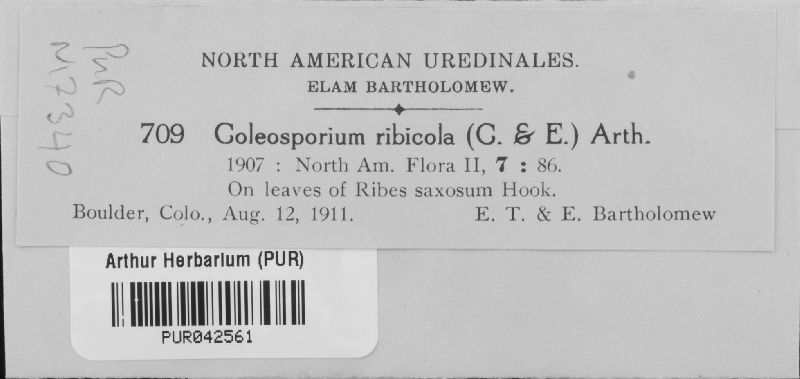 PUR
M7340
NORTH AMERICAN UREDINALES.
ELAM BARTHOLOMEW.
709 Coleosporium ribicola (C. & E.) Arth.
1907 : North Am. Flora II, 7 : 86.
On leaves of Ribes saxosum Hook.
Boulder, Colo., Aug. 12, 1911. E. T. & E. Bartholomew
Arthur Herbarium (PUR)
PUR042561